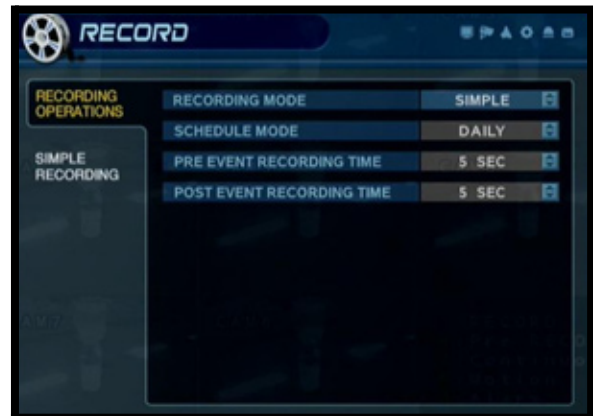 RECORD
RECORDING
OPERATIONS
SIMPLE
RECORDING
RECORDING MODE SIMPLE
SCHEDULE MODE DAILY
PRE EVENT RECORDING TIME 5 SEC
POST EVENT RECORDING TIME 5 SEC